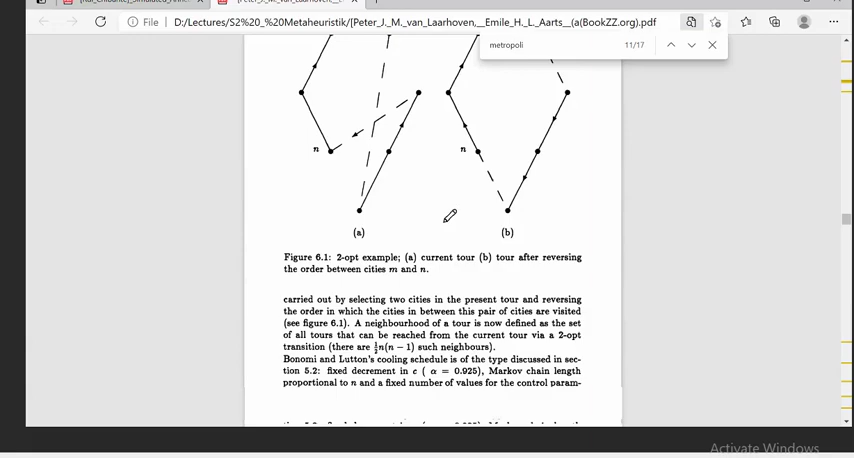 File
D:/Lectures/S2%20_%20Metaheuristik/[Peter_J._M._van_Laarhoven,__Emile_H._L._Aarts__(a(BookZZ.org).pdf
metropoli
11/17
n
n
(a)
(b)
Figure 6.1: 2-opt example; (a) current tour (b) tour after reversing
the order between cities m and n.
carried out by selecting two cities in the present tour and reversing
the order in which the cities in between this pair of cities are visited
(see figure 6.1). A neighbourhood of a tour is now defined as the set
of all tours that can be reached from the current tour via a 2-opt
transition (there are ½n(n − 1) such neighbours).
Bonomi and Lutton's cooling schedule is of the type discussed in sec-
tion 5.2: fixed decrement in c ( α = 0.925), Markov chain length
proportional to n and a fixed number of values for the control param-
Activate Windows